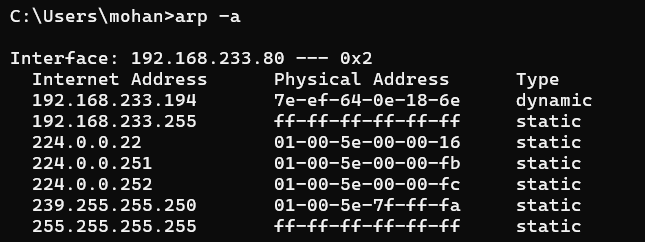 C:\Users\mohan>arp -a
Interface: 192.168.233.80 --- 0x2
Internet Address Physical Address Type
192.168.233.194 7e-ef-64-0e-18-6e dynamic
192.168.233.255 ff-ff-ff-ff-ff-ff static
224.0.0.22 01-00-5e-00-00-16 static
224.0.0.251 01-00-5e-00-00-fb static
224.0.0.252 01-00-5e-00-00-fc static
239.255.255.250 01-00-5e-7f-ff-fa static
255.255.255.255 ff-ff-ff-ff-ff-ff static